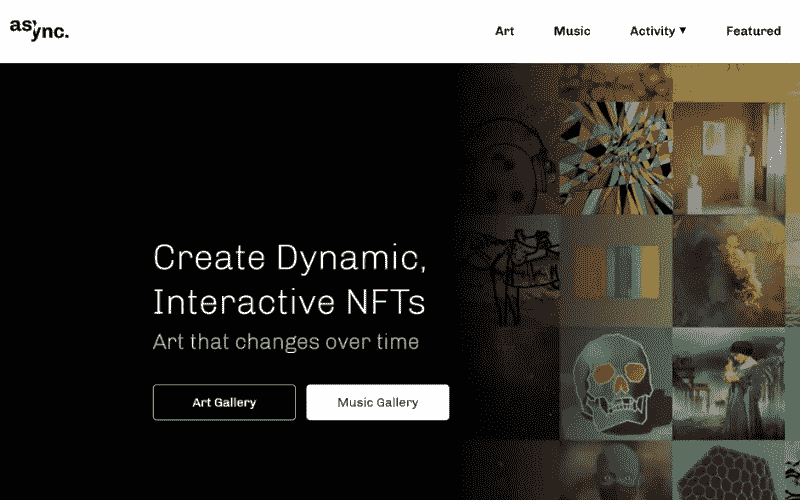 async.
Art Music Activity ▼ Featured
Create Dynamic,
Interactive NFTs
Art that changes over time
Art Gallery Music Gallery